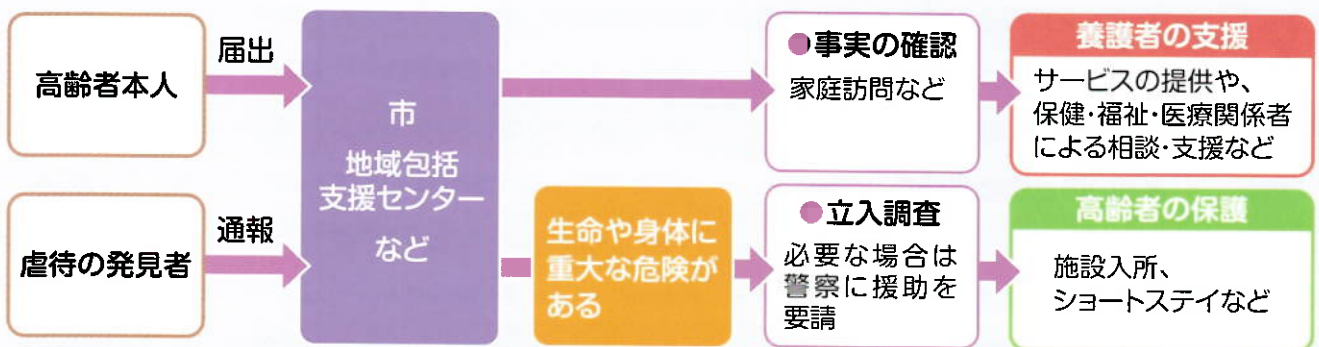 高齢者本人
届出
虐待の発見者
通報
市
地域包括
支援センター
など
●事実の確認
家庭訪問など
養護者の支援
サービスの提供や、
保健・福祉・医療関係者
による相談・支援など
生命や身体に
重大な危険が
ある
●立入調査
必要な場合は
警察に援助を
要請
高齢者の保護
施設入所、
ショートステイなど